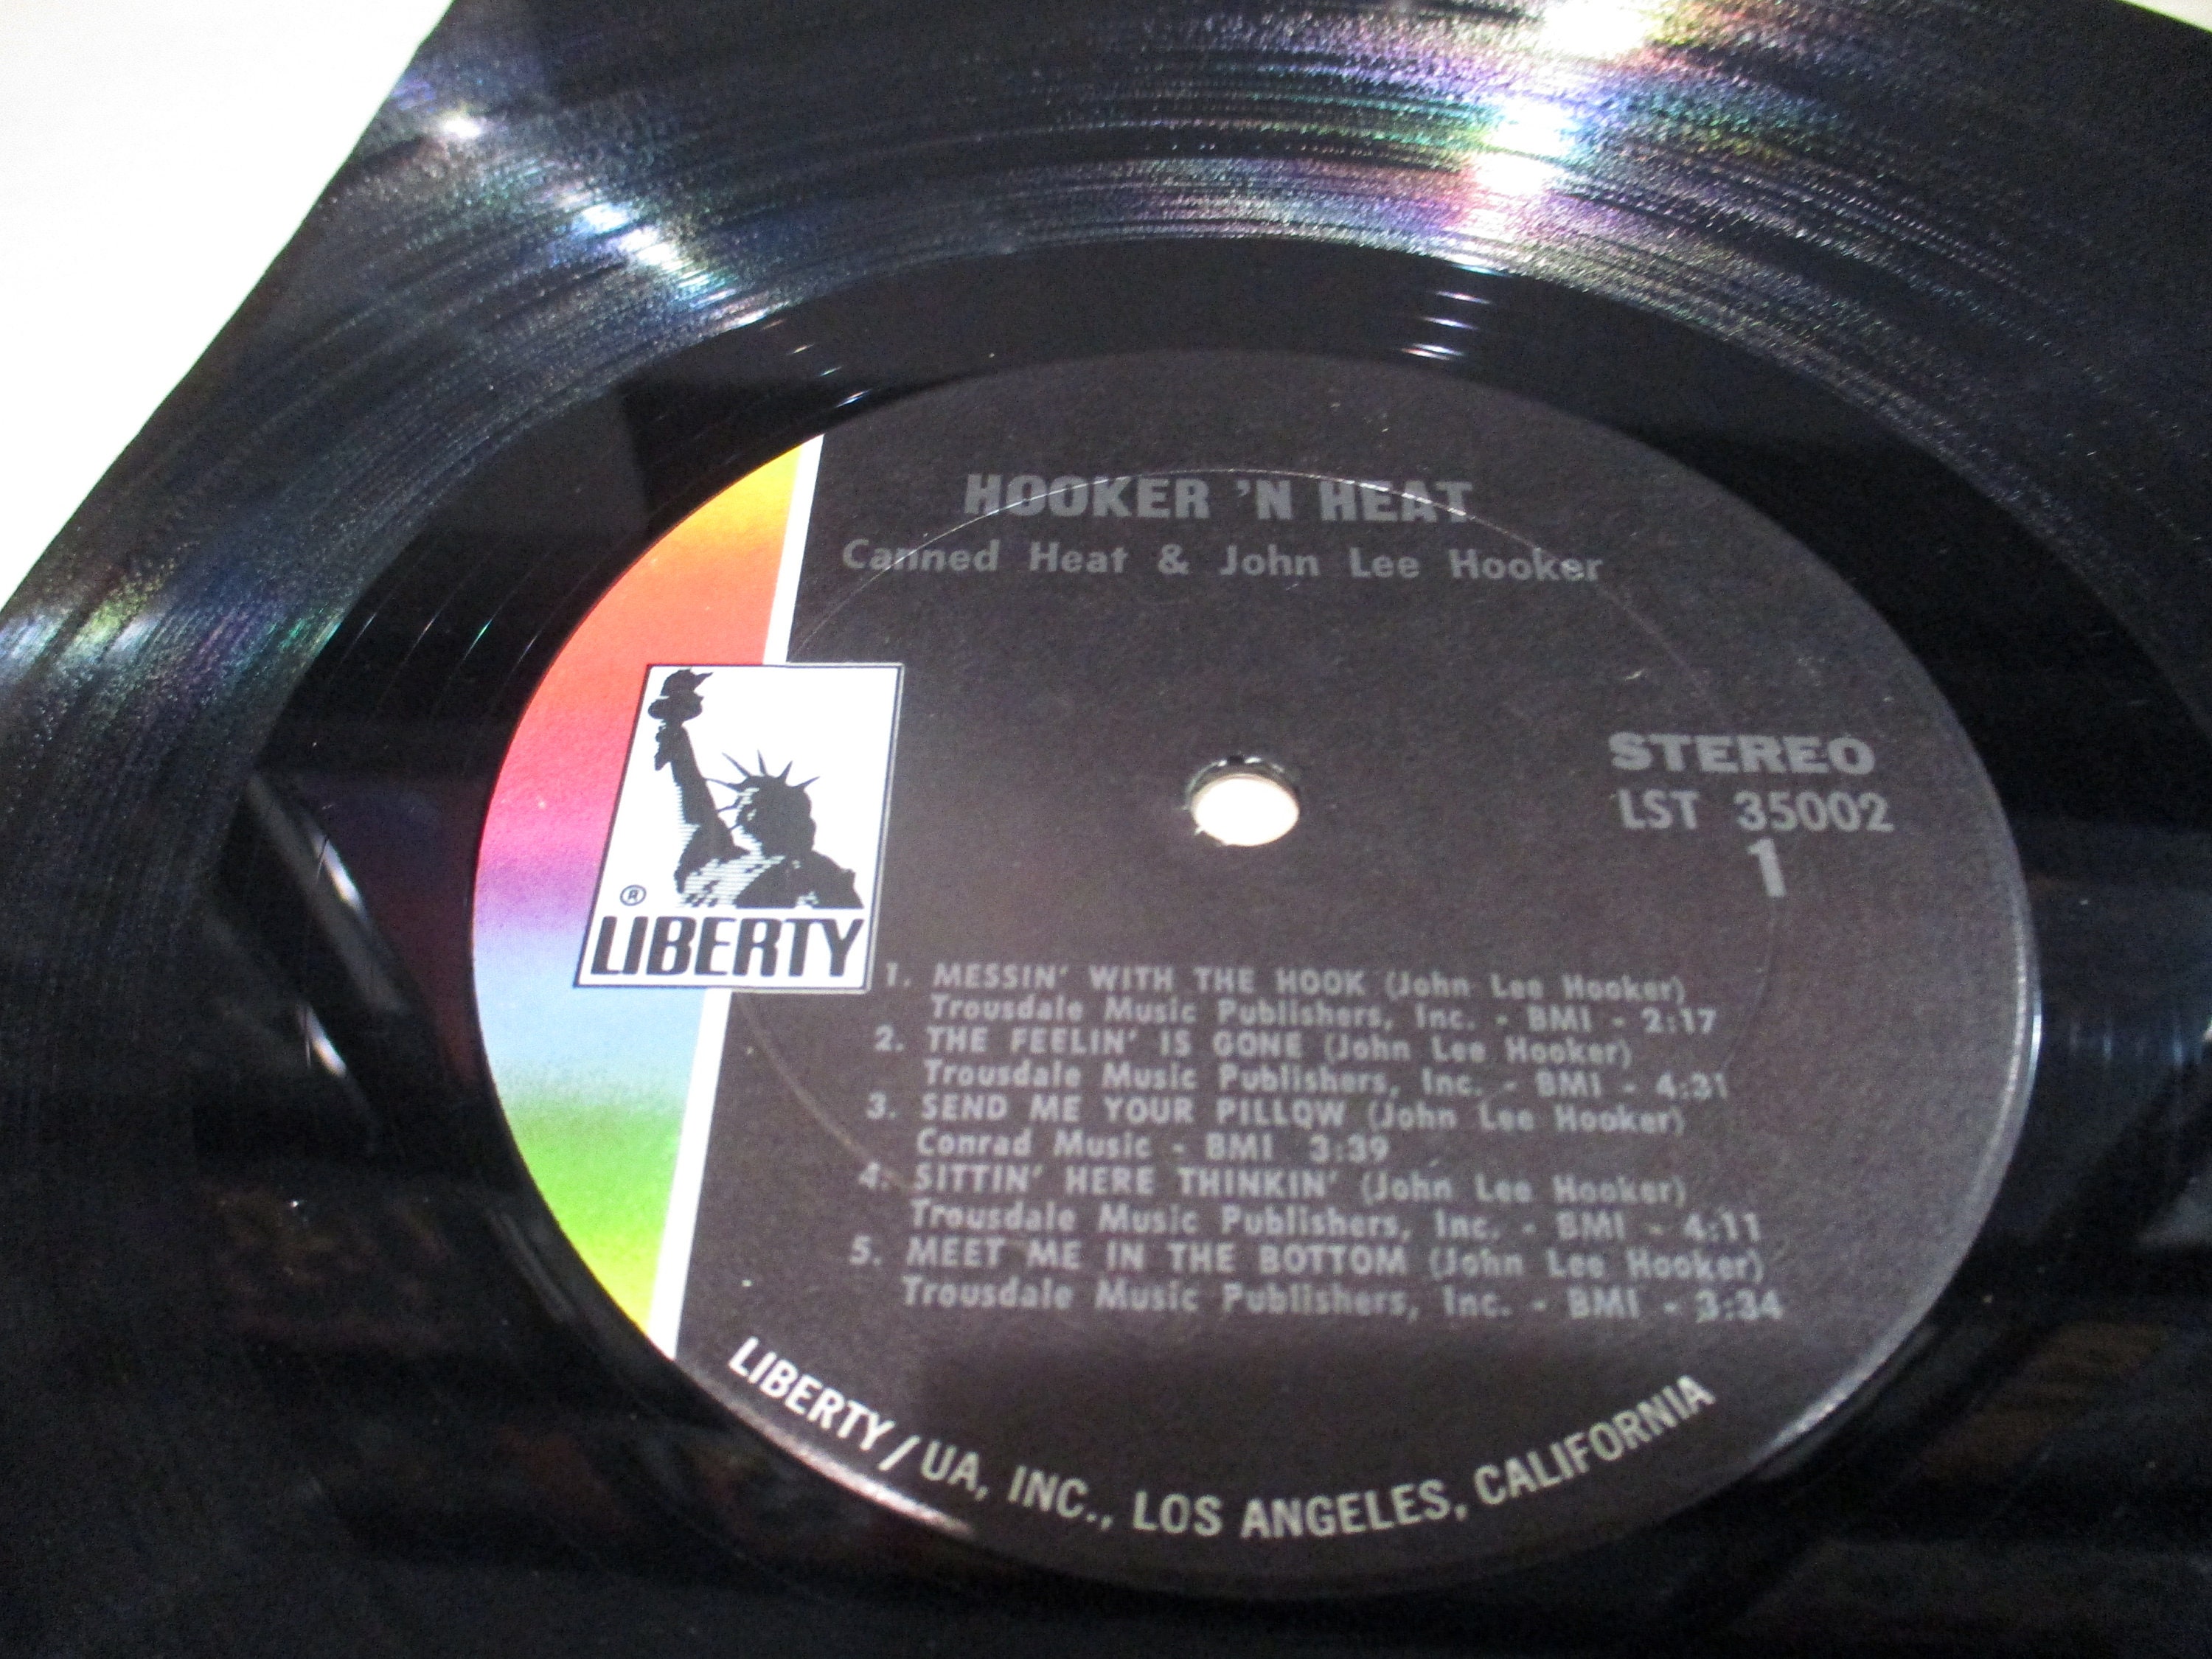 HOOKER 'N HEAT
Canned Heat & John Lee Hooker
STEREO
LST 35002
1
®
LIBERTY
1. MESSIN' WITH THE HOOK (John Lee Hooker)
Trousdale Music Publishers, Inc. - BMI - 2:17
2. THE FEELIN' IS GONE (John Lee Hooker)
Trousdale Music Publishers, Inc. - BMI - 4:31
3. SEND ME YOUR PILLOW (John Lee Hooker)
Conrad Music - BMI 3:39
4. SITTIN' HERE THINKIN' (John Lee Hooker)
Trousdale Music Publishers, Inc. - BMI - 4:11
5. MEET ME IN THE BOTTOM (John Lee Hooker)
Trousdale Music Publishers, Inc. - BMI - 3:34
LIBERTY/UA, INC., LOS ANGELES, CALIFORNIA